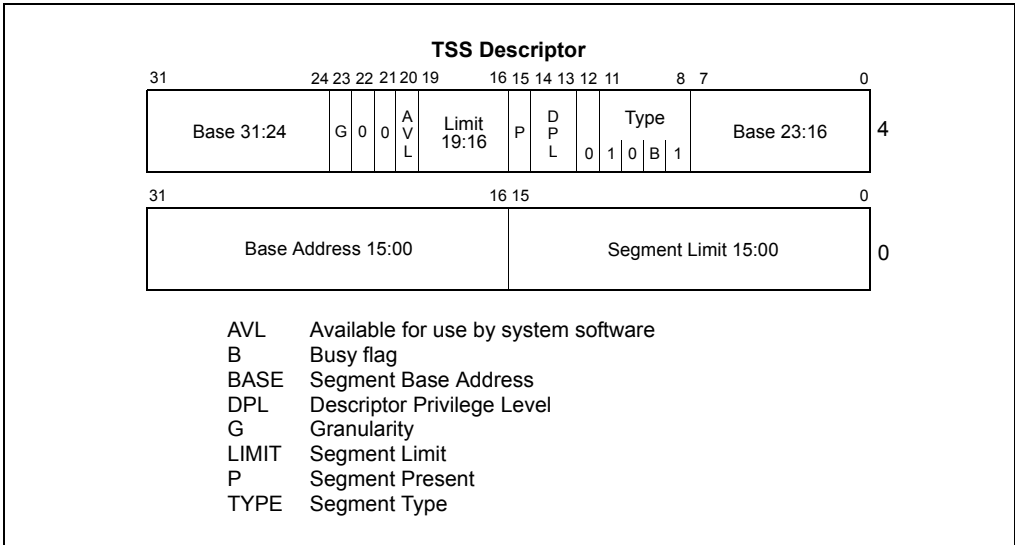 TSS Descriptor
31 24 23 22 21 20 19 16 15 14 13 12 11 8 7 0
Base 31:24 G 0 0 AVL Limit 19:16 P DPL 0 Type 1 0 B 1 Base 23:16 4
31 16 15 0
Base Address 15:00 Segment Limit 15:00 0
AVL Available for use by system software
B Busy flag
BASE Segment Base Address
DPL Descriptor Privilege Level
G Granularity
LIMIT Segment Limit
P Segment Present
TYPE Segment Type